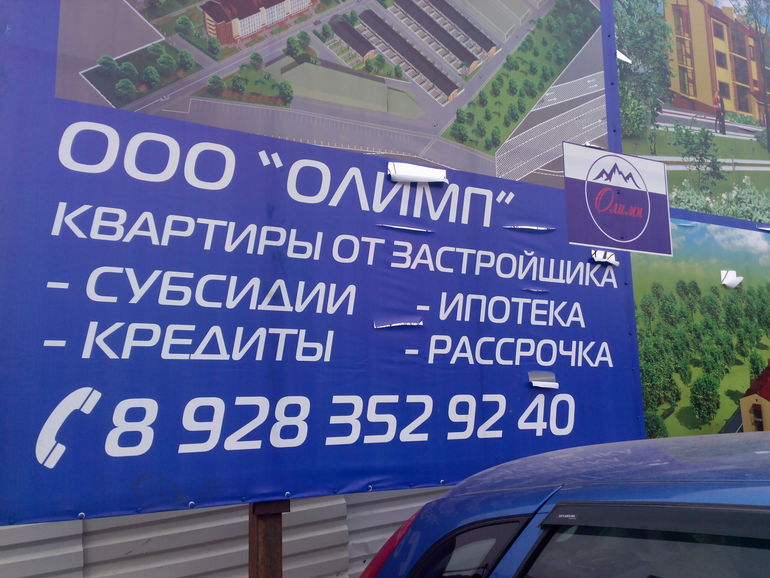 ООО "ОЛИМП"
Олимп
КВАРТИРЫ ОТ ЗАСТРОЙЩИКА
- СУБСИДИИ - ИПОТЕКА
- КРЕДИТЫ - РАССРОЧКА
8 928 352 92 40